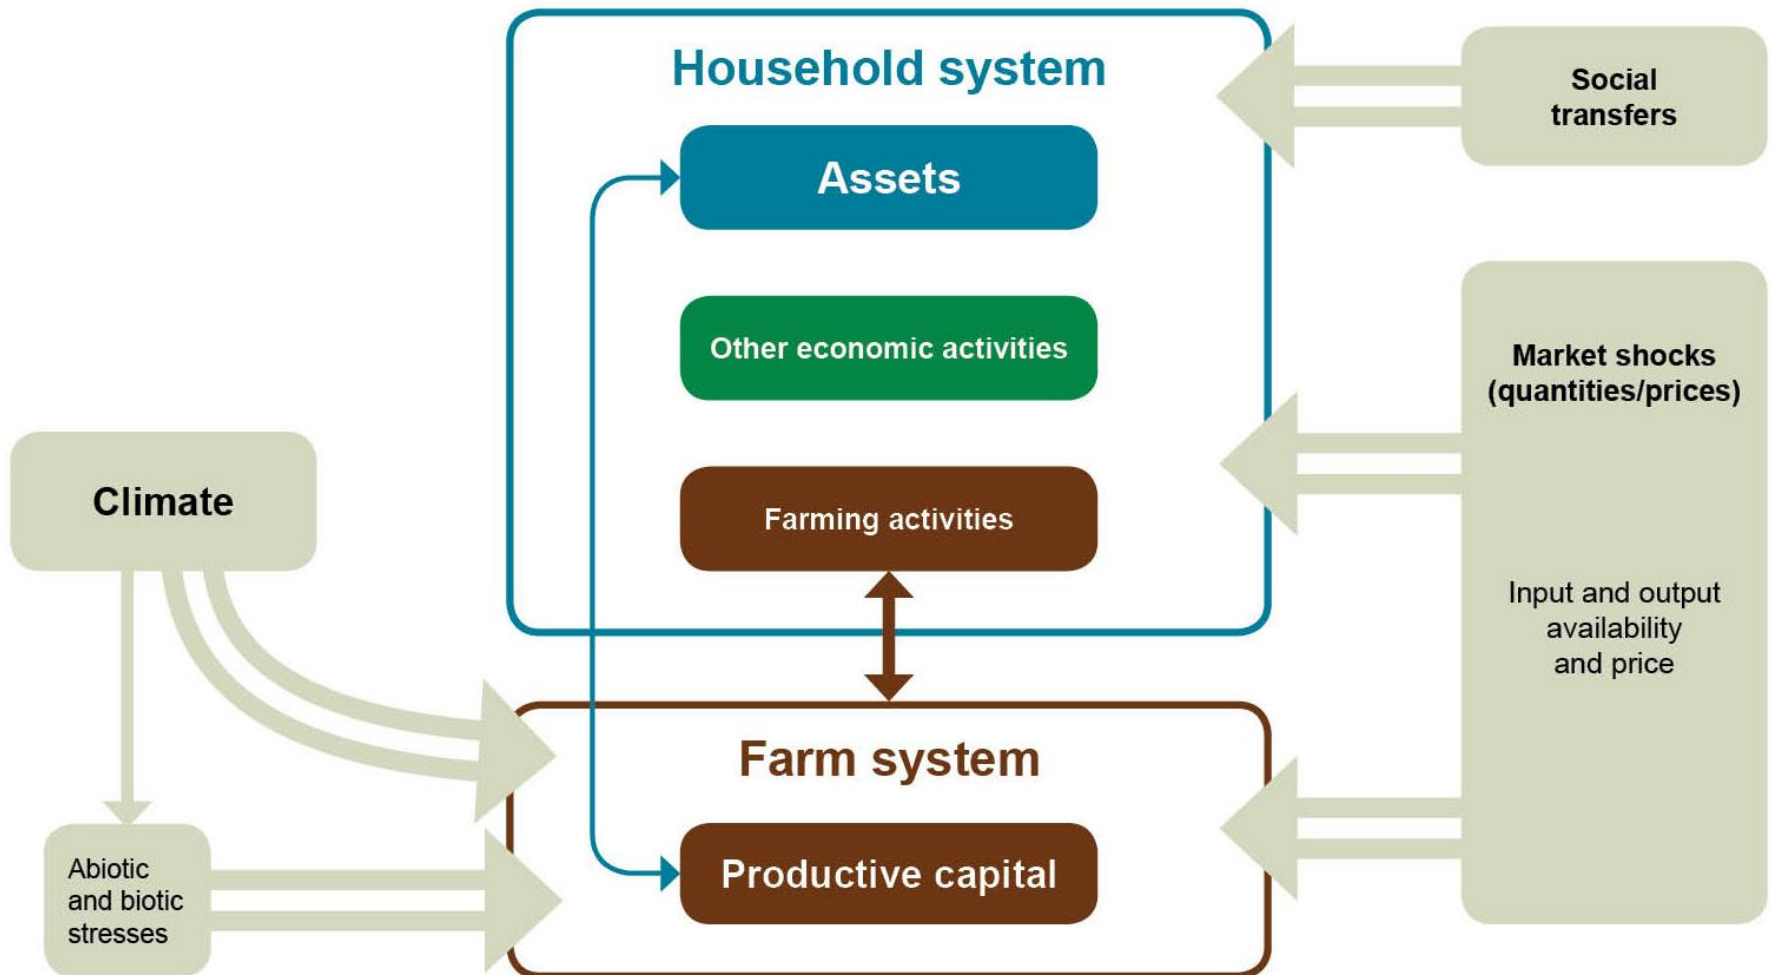 Household system
Assets
Other economic activities
Farming activities
Social
transfers
Market shocks
(quantities/prices)
Input and output
availability
and price
Climate
Abiotic
and biotic
stresses
Farm system
Productive capital